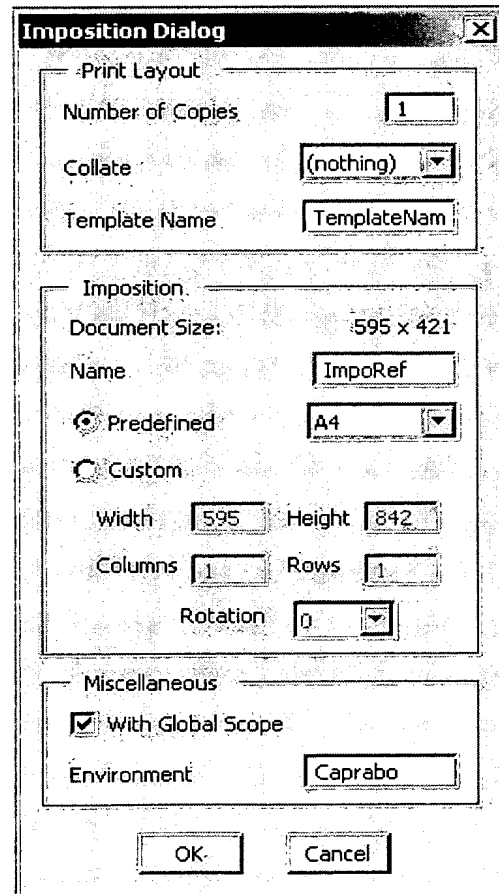 Imposition Dialog
Print Layout
Number of Copies 1
Collate (nothing)
Template Name TemplateNam
Imposition
Document Size: 595 x 421
Name ImpoRef
Predefined A4
Custom
Width 595 Height 842
Columns 1 Rows 1
Rotation 0
Miscellaneous
With Global Scope
Environment Caprabo
OK Cancel